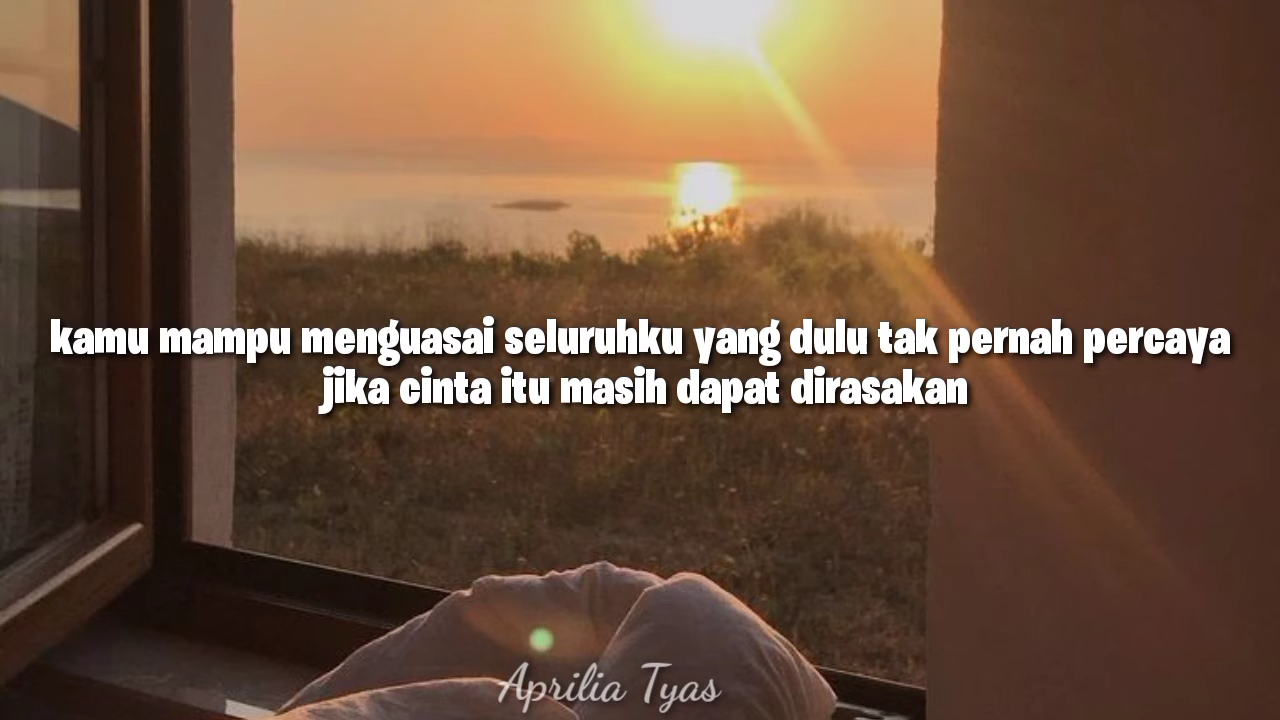 kamu mampu menguasai seluruhku yang dulu tak pernah percaya
jika cinta itu masih dapat dirasakan
Aprilia Tyas